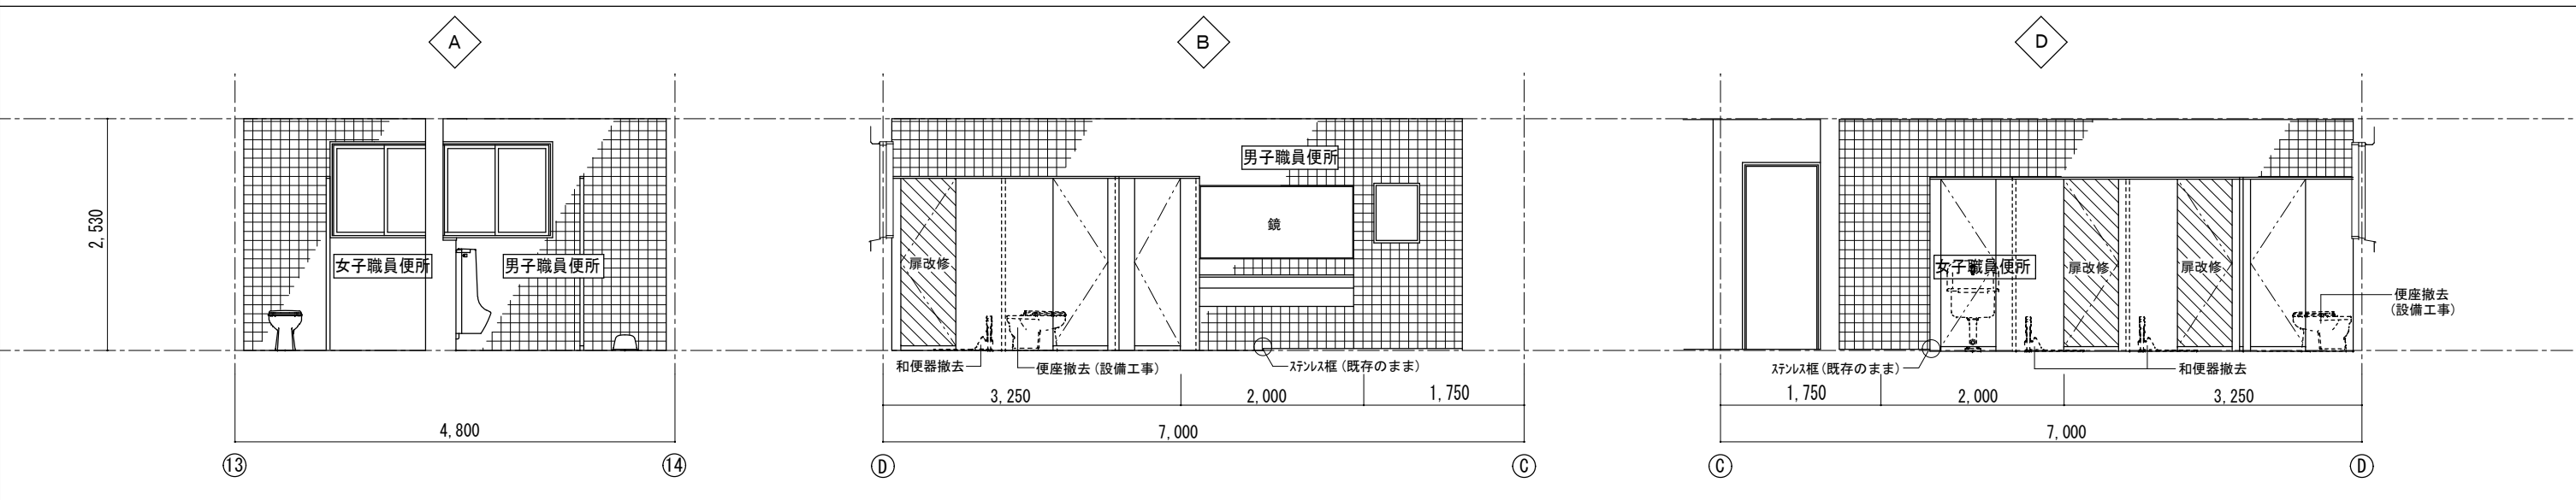 A
B
D
2,530
女子職員便所
男子職員便所
4,800
⑬
⑭
男子職員便所
鏡
扉改修
和便器撤去
便座撤去(設備工事)
ステンレス框(既存のまま)
3,250
2,000
1,750
7,000
Ⓓ
Ⓒ
女子職員便所
扉改修
扉改修
便座撤去
(設備工事)
ステンレス框(既存のまま)
和便器撤去
1,750
2,000
3,250
7,000
Ⓒ
Ⓓ